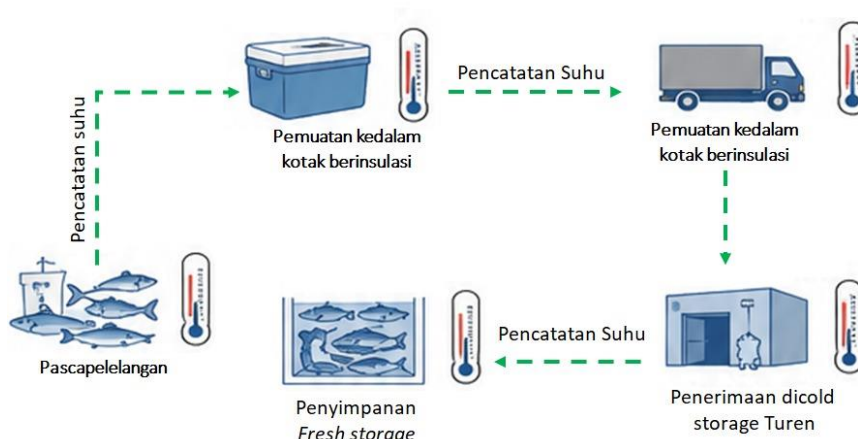 Pencatatan suhu
Pemuatan kedalam
kotak berinsulasi
Pencatatan Suhu
Pemuatan kedalam
kotak berinsulasi
Pascapelelangan
Penyimpanan
Fresh storage
Pencatatan Suhu
Penerimaan dicold
storage Turen